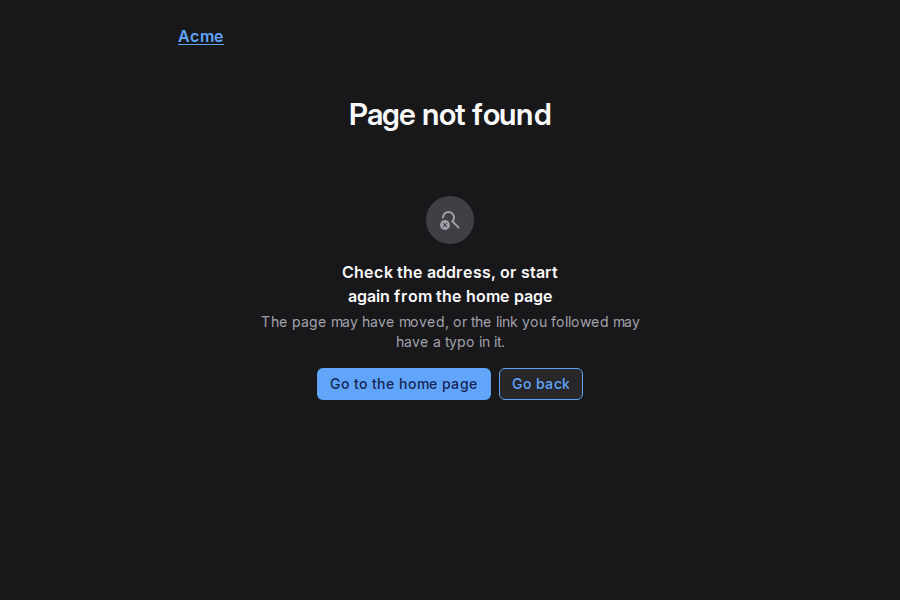 Acme
Page not found
Check the address, or start
again from the home page
The page may have moved, or the link you followed may
have a typo in it.
Go to the home page
Go back